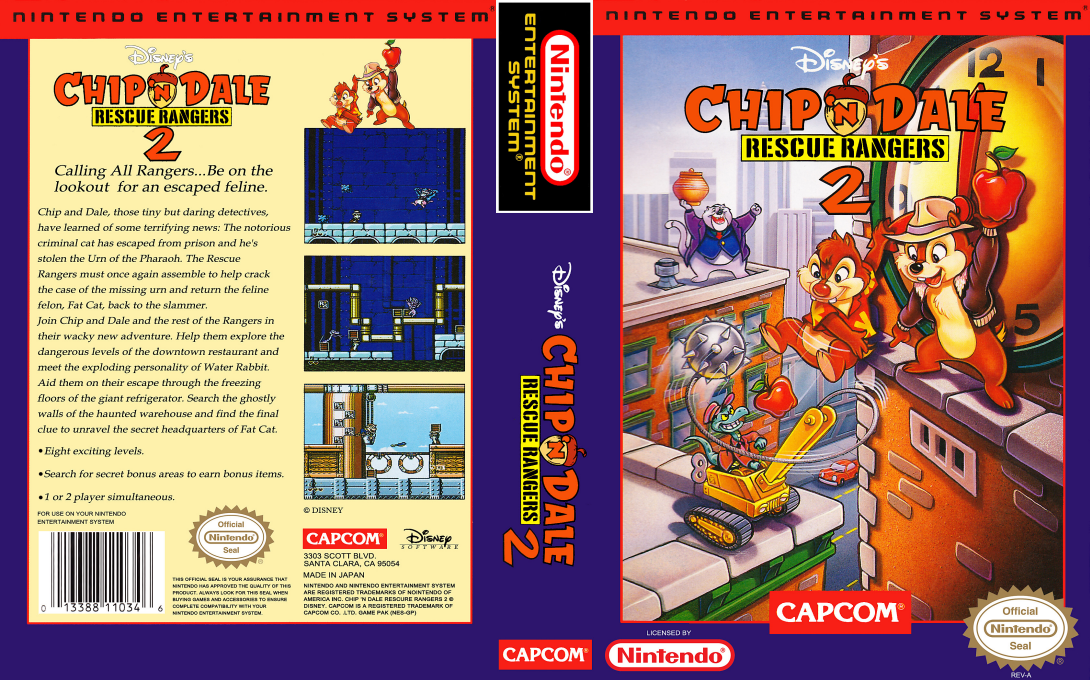 NINTENDO ENTERTAINMENT SYSTEM®
Disney's
CHIP 'N DALE
RESCUE RANGERS
2
Calling All Rangers...Be on the
lookout for an escaped feline.
Chip and Dale, those tiny but daring detectives,
have learned of some terrifying news: The notorious
criminal cat has escaped from prison and he's
stolen the Urn of the Pharaoh. The Rescue
Rangers must once again assemble to help crack
the case of the missing urn and return the feline
felon, Fat Cat, back to the slammer.
Join Chip and Dale and the rest of the Rangers in
their wacky new adventure. Help them explore the
dangerous levels of the downtown restaurant and
meet the exploding personality of Water Rabbit.
Aid them on their escape through the freezing
floors of the giant refrigerator. Search the ghostly
walls of the haunted warehouse and find the final
clue to unravel the secret headquarters of Fat Cat.
•Eight exciting levels.
•Search for secret bonus areas to earn bonus items.
•1 or 2 player simultaneous.
FOR USE ON YOUR NINTENDO
ENTERTAINMENT SYSTEM
0 13388 11034 6
Official
Nintendo®
Seal
®
THIS OFFICIAL SEAL IS YOUR ASSURANCE THAT
NINTENDO HAS APPROVED THE QUALITY OF THIS
PRODUCT. ALWAYS LOOK FOR THIS SEAL WHEN
BUYING GAMES AND ACCESSORIES TO ENSURE
COMPLETE COMPATIBILITY WITH YOUR
NINTENDO ENTERTAINMENT SYSTEM.
© DISNEY
CAPCOM®
Disney
SOFTWARE
3303 SCOTT BLVD.
SANTA CLARA, CA 95054
MADE IN JAPAN
NINTENDO AND NINTENDO ENTERTAINMENT SYSTEM
ARE REGISTERED TRADEMARKS OF NOINTENDO OF
AMERICA INC. CHIP 'N DALE RESCURE RANGERS 2 ©
DISNEY. CAPCOM IS A REGISTERED TRADEMARK OF
CAPCOM CO. .LTD. GAME PAK (NES-GP)
Nintendo®
ENTERTAINMENT
SYSTEM®
Disney's
CHIP 'N DALE
RESCUE RANGERS
2
CAPCOM®
NINTENDO ENTERTAINMENT SYSTEM®
Disney's
CHIP 'N DALE
RESCUE RANGERS
2
12
1
5
8
CAPCOM®
LICENSED BY
Nintendo®
Official
Nintendo®
Seal
®
REV-A